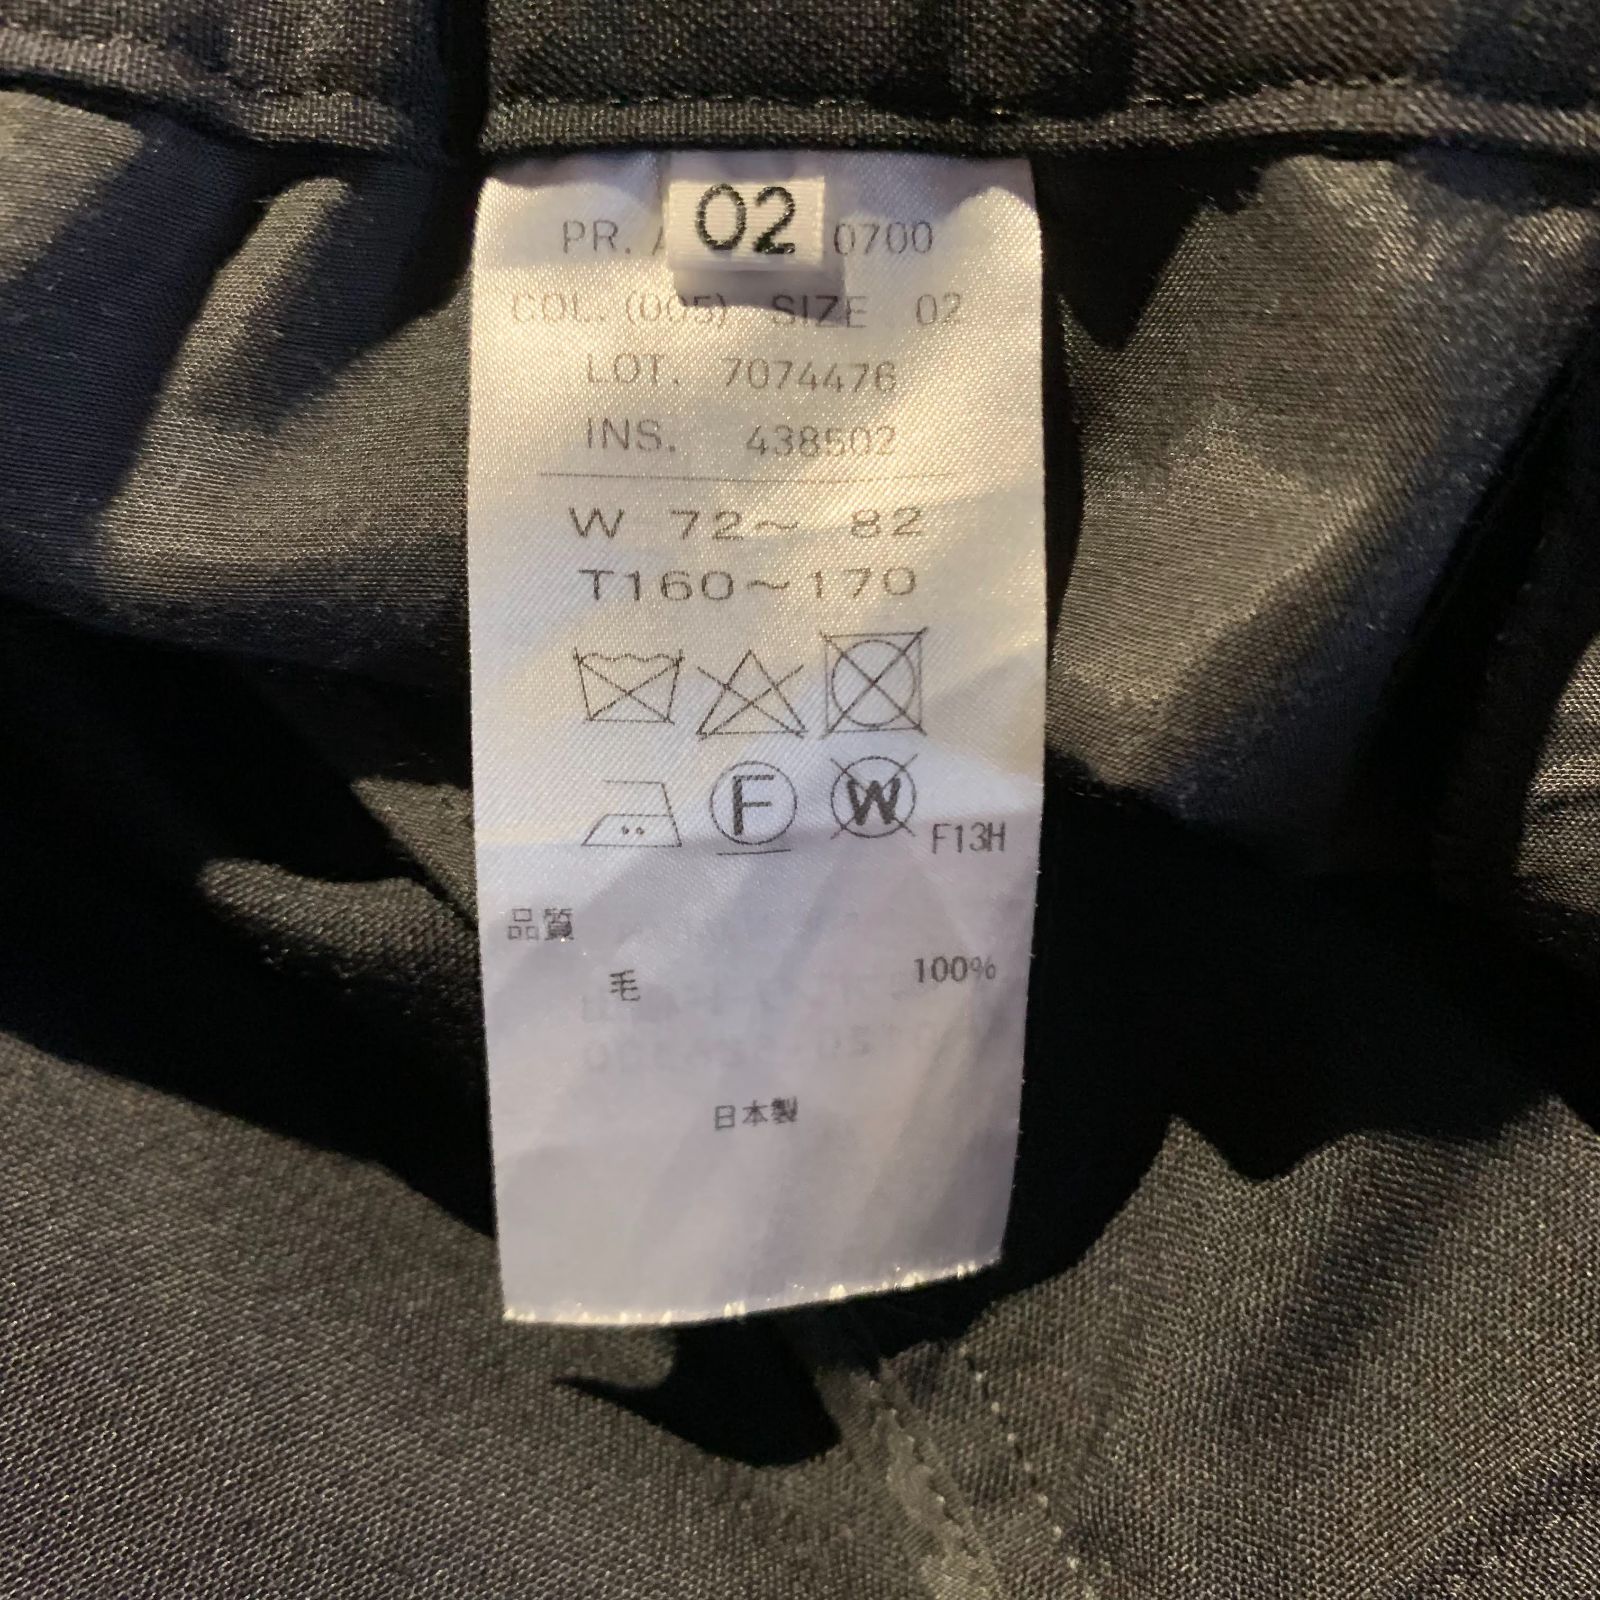 02
PR. 0700
COL. (005) SIZE 02
LOT. 7074476
INS. 438502
W 72～ 82
T160～170
F W F13H
品質
毛 100%
日本製